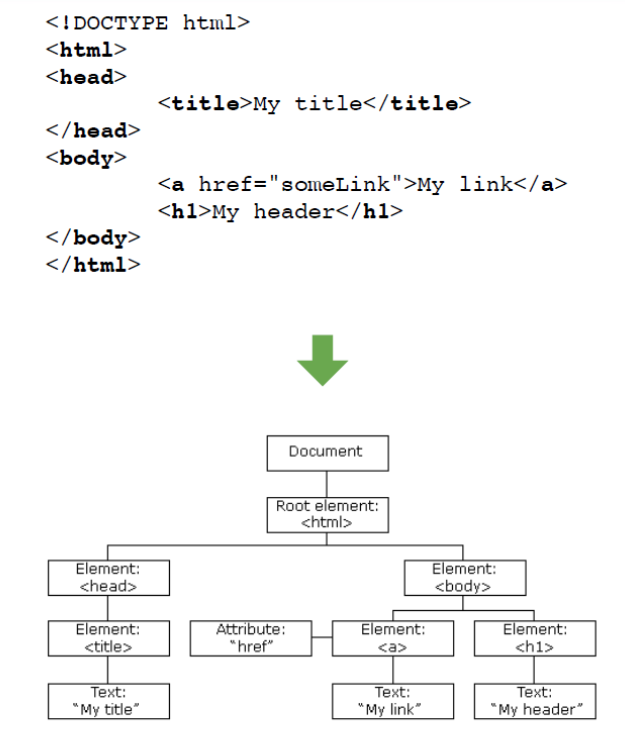 <!DOCTYPE html>
<html>
<head>
<title>My title</title>
</head>
<body>
<a href="someLink">My link</a>
<h1>My header</h1>
</body>
</html>
Document
Root element:
<html>
Element:
<head>
Element:
<body>
Element:
<title>
Attribute:
"href"
Element:
<a>
Element:
<h1>
Text:
"My title"
Text:
"My link"
Text:
"My header"